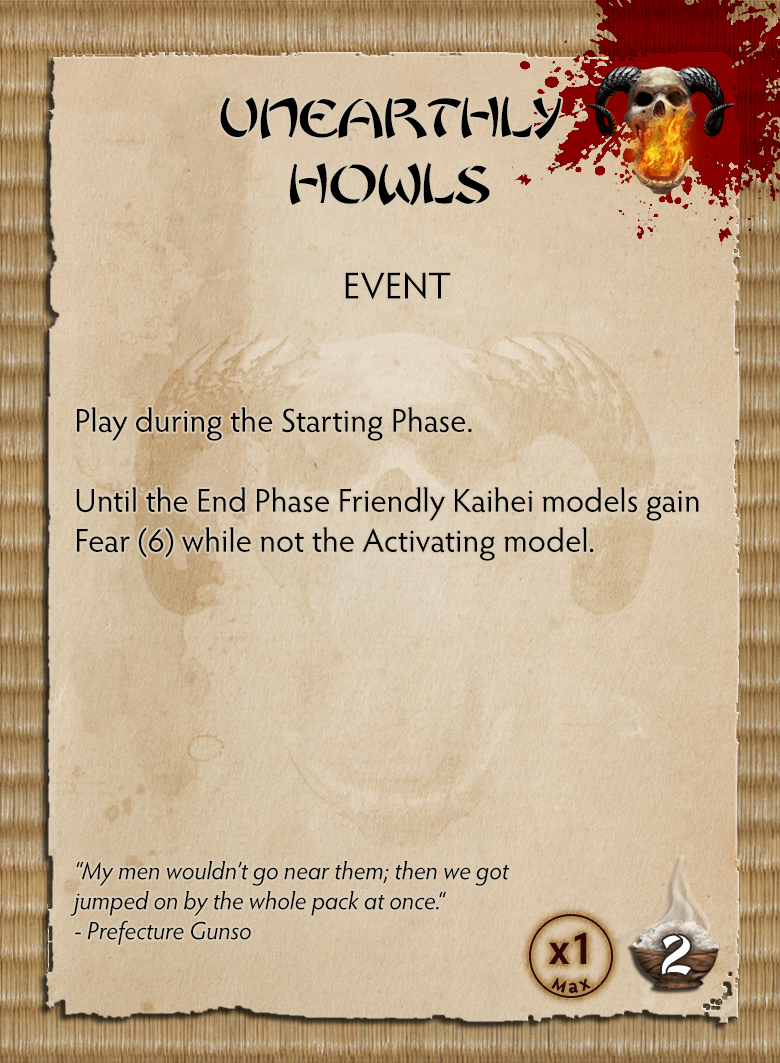 UNEARTHLY
HOWLS
EVENT
Play during the Starting Phase.
Until the End Phase Friendly Kaihei models gain
Fear (6) while not the Activating model.
“My men wouldn’t go near them; then we got
jumped on by the whole pack at once.“
- Prefecture Gunso
x1
Max
2